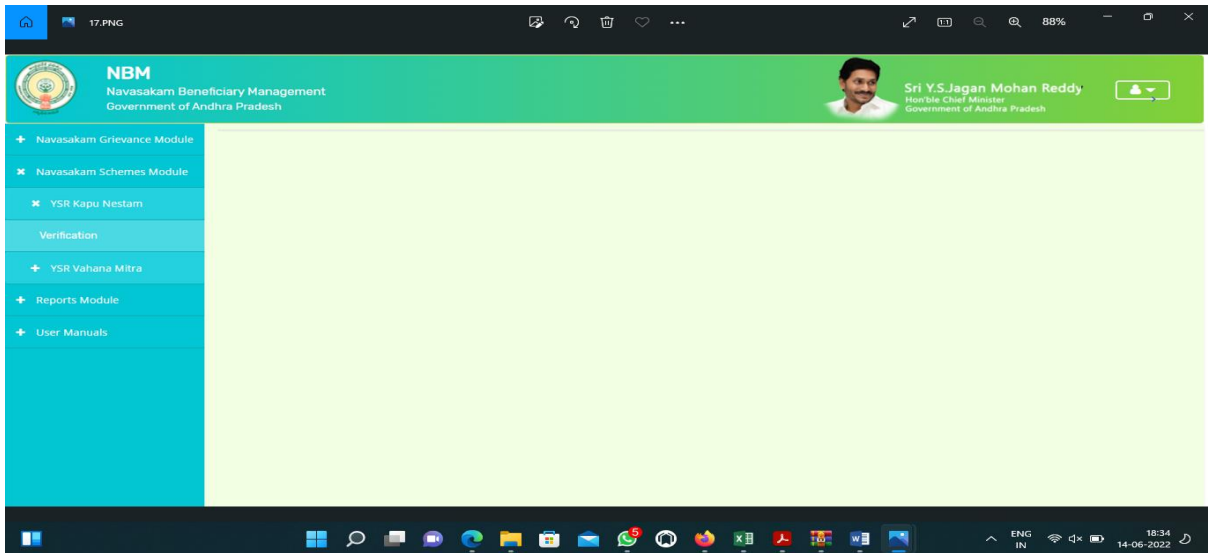 17.PNG
88%
NBM
Navasakam Beneficiary Management
Government of Andhra Pradesh
Sri Y.S.Jagan Mohan Reddy
Hon'ble Chief Minister
Government of Andhra Pradesh
Navasakam Grievance Module
Navasakam Schemes Module
YSR Kapu Nestam
Verification
YSR Vahana Mitra
Reports Module
User Manuals
5
ENG
IN
18:34
14-06-2022